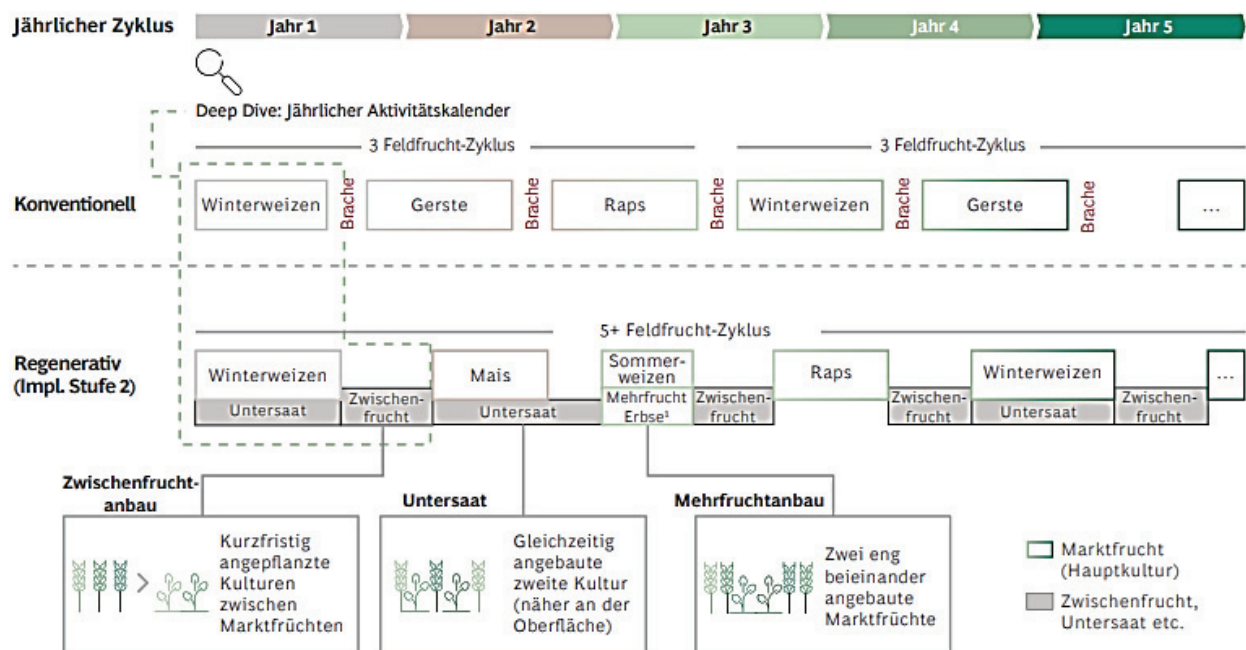 Jährlicher Zyklus
Jahr 1
Jahr 2
Jahr 3
Jahr 4
Jahr 5
Deep Dive: Jährlicher Aktivitätskalender
3 Feldfrucht-Zyklus
3 Feldfrucht-Zyklus
Konventionell
Winterweizen
Brache
Gerste
Brache
Raps
Brache
Winterweizen
Brache
Gerste
Brache
...
5+ Feldfrucht-Zyklus
Regenerativ
(Impl. Stufe 2)
Winterweizen
Untersaat
Zwischen-
frucht
Mais
Untersaat
Sommer-
weizen
Mehrfrucht
Erbse¹
Zwischen-
frucht
Raps
Zwischen-
frucht
Winterweizen
Untersaat
Zwischen-
frucht
...
Zwischenfrucht-
anbau
Kurzfristig
angepflanzte
Kulturen
zwischen
Marktfrüchten
Untersaat
Gleichzeitig
angebaute
zweite Kultur
(näher an der
Oberfläche)
Mehrfruchtanbau
Zwei eng
beieinander
angebaute
Marktfrüchte
Marktfrucht
(Hauptkultur)
Zwischenfrucht,
Untersaat etc.